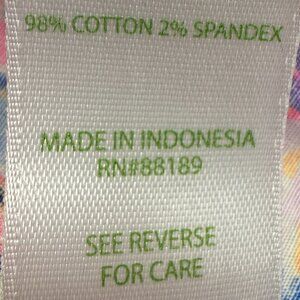 98% COTTON 2% SPANDEX
MADE IN INDONESIA
RN#88189
SEE REVERSE
FOR CARE